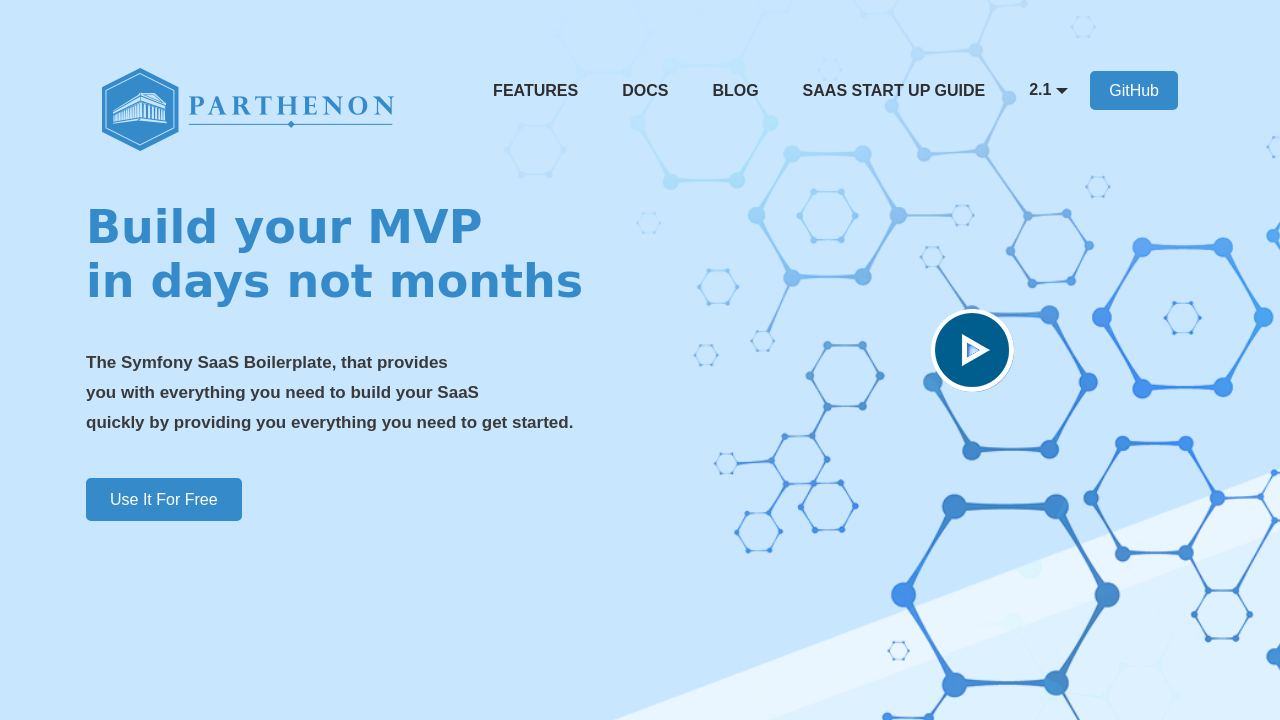 PARTHENON
FEATURES
DOCS
BLOG
SAAS START UP GUIDE
2.1
GitHub
Build your MVP
in days not months
The Symfony SaaS Boilerplate, that provides
you with everything you need to build your SaaS
quickly by providing you everything you need to get started.
Use It For Free